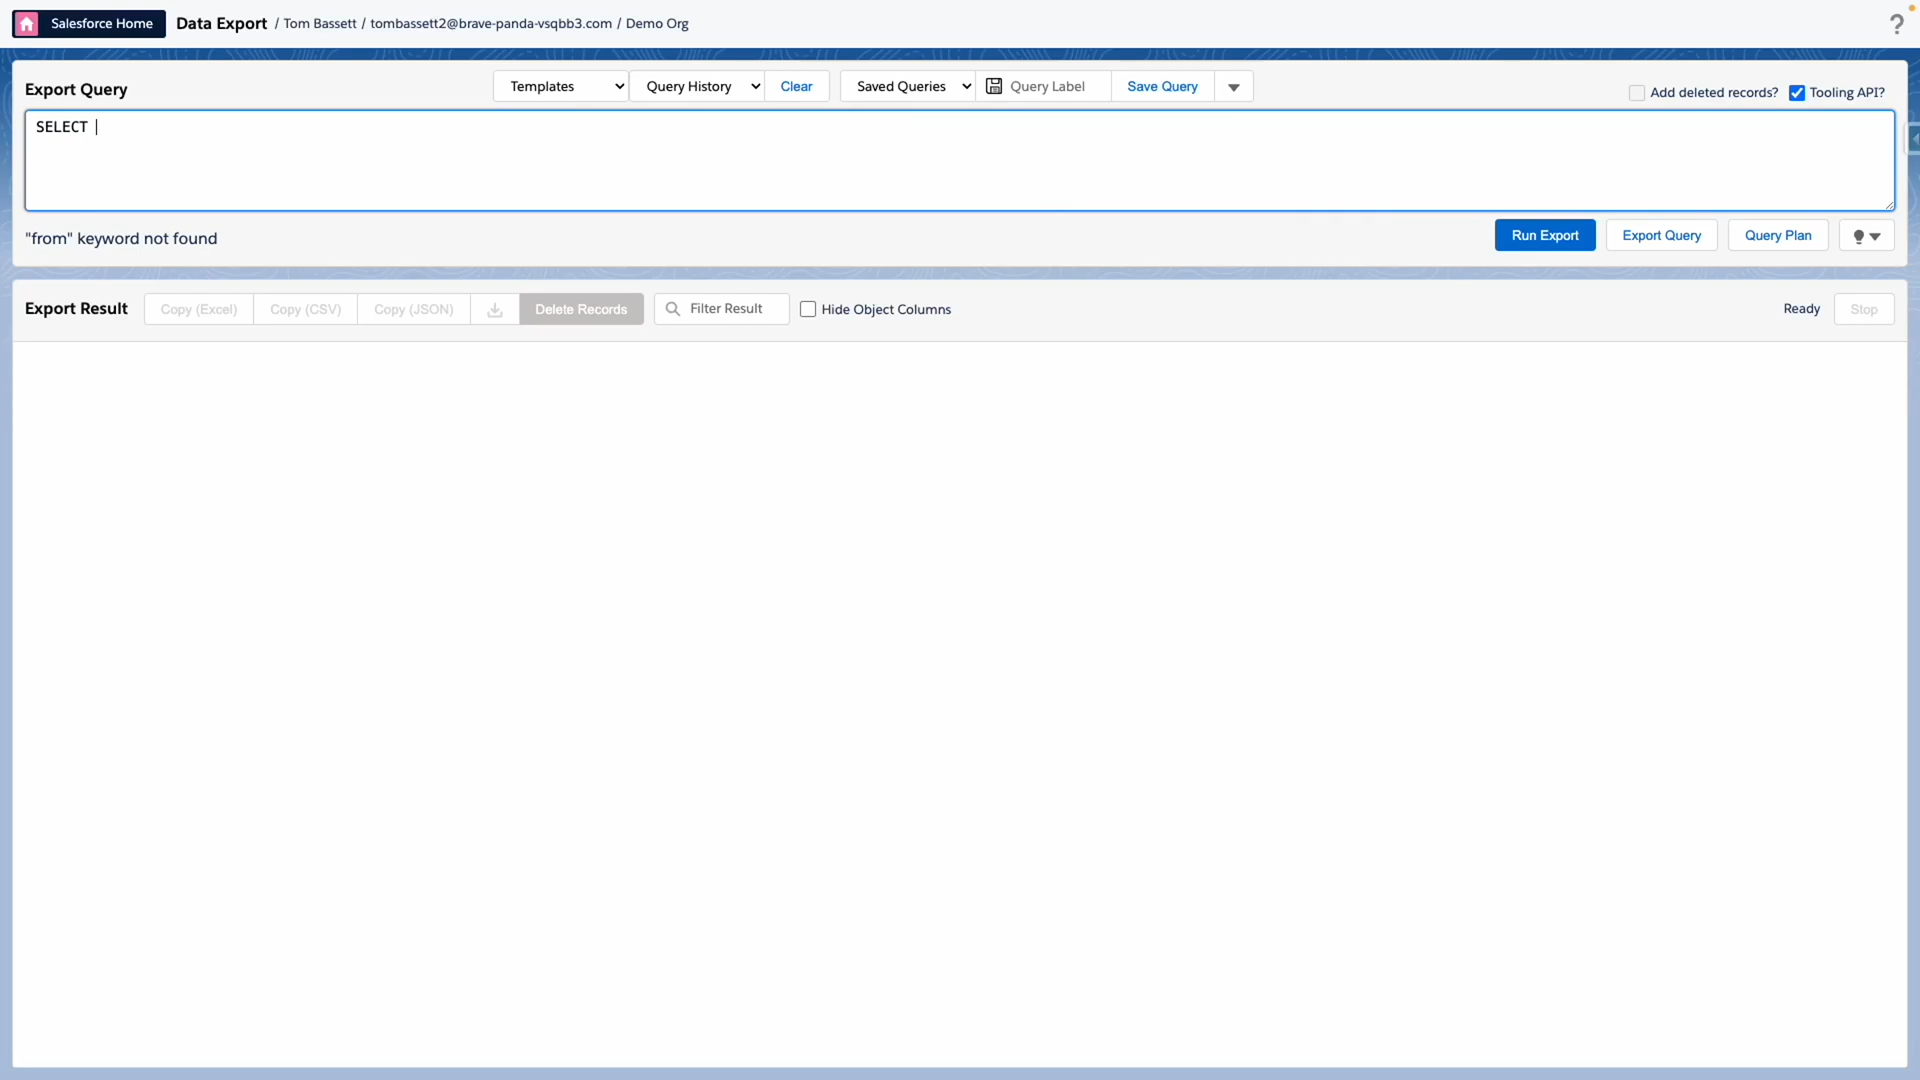 Salesforce Home Data Export / Tom Bassett / tombassett2@brave-panda-vsqbb3.com / Demo Org ?
Export Query Templates Query History Clear Saved Queries Query Label Save Query Add deleted records? Tooling API?
SELECT
"from" keyword not found Run Export Export Query Query Plan
Export Result Copy (Excel) Copy (CSV) Copy (JSON) Delete Records Filter Result Hide Object Columns Ready Stop